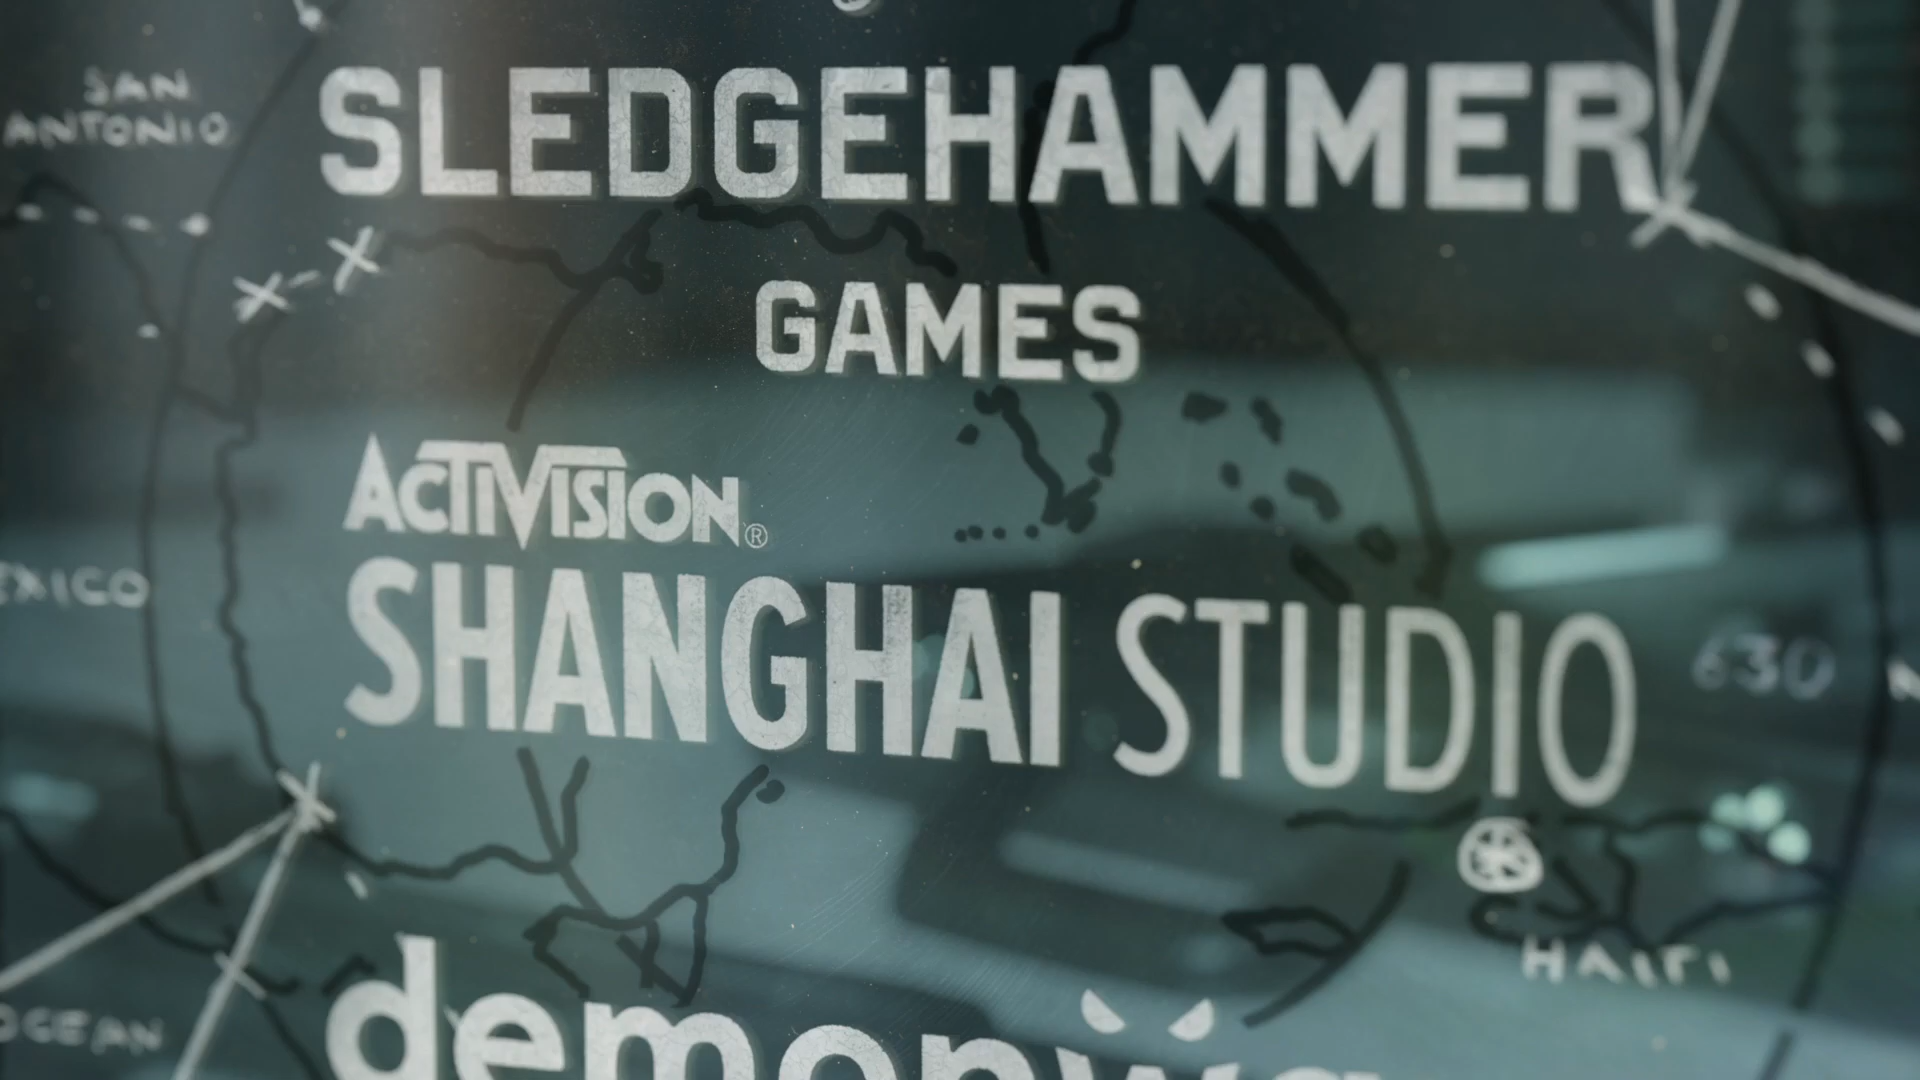 SAN
ANTONIO
SLEDGEHAMMER
GAMES
ACTIVISION®
SHANGHAI STUDIO
630
HAITI
OCEAN